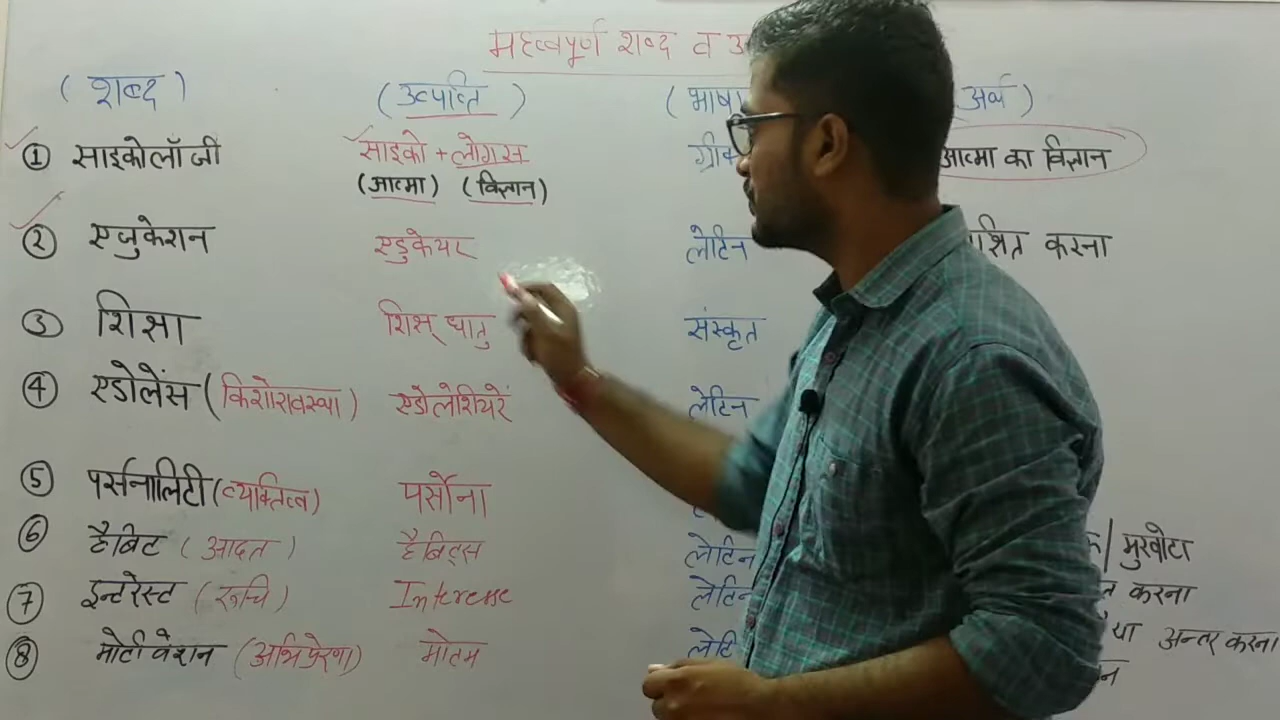 महत्वपूर्ण शब्द व
(शब्द) (उत्पत्ति) (भाषा अर्थ)
① साइकोलॉजी साइको + लोगस ग्रीक आत्मा का विज्ञान
(आत्मा) (विज्ञान)
② एजुकेशन एडुकेयर लेटिन करना
③ शिक्षा शिक्ष् धातु संस्कृत
④ एडोलेंस (किशोरावस्था) एडोलेशियरें लेटिन
⑤ पर्सनालिटी (व्यक्तित्व) पर्सोना
मुखोटा
⑥ हैबिट (आदत) हैबिट्स लेटिन
⑦ इन्टरेस्ट (रूचि) Interesse लेटिन करना
या अन्तर करना
⑧ मोटीवेशन (अभिप्रेरणा) मोटम लेटि